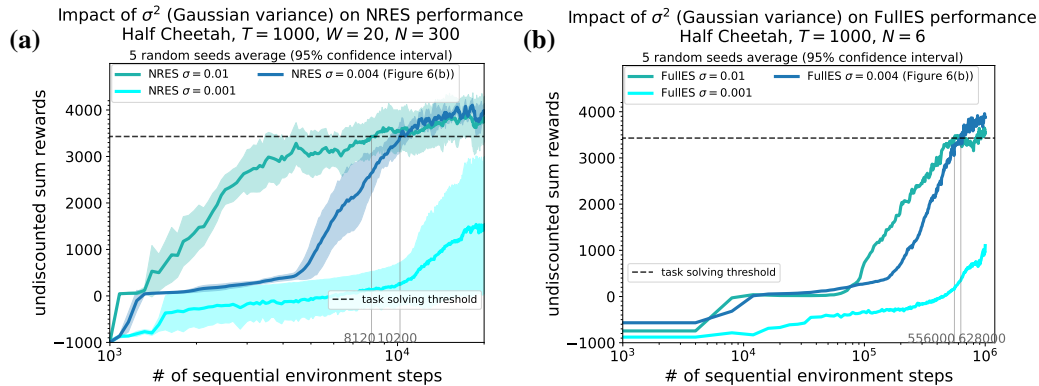 (a)
Impact of σ² (Gaussian variance) on NRES performance
Half Cheetah, T = 1000, W = 20, N = 300
5 random seeds average (95% confidence interval)
NRES σ = 0.01
NRES σ = 0.001
NRES σ = 0.004 (Figure 6(b))
4000
3000
2000
1000
0
−1000
undiscounted sum rewards
task solving threshold
8120
10200
10³
10⁴
# of sequential environment steps
(b)
Impact of σ² (Gaussian variance) on FullES performance
Half Cheetah, T = 1000, N = 6
5 random seeds average (95% confidence interval)
FullES σ = 0.01
FullES σ = 0.001
FullES σ = 0.004 (Figure 6(b))
4000
3000
2000
1000
0
−1000
undiscounted sum rewards
task solving threshold
556000
628000
10³
10⁴
10⁵
10⁶
# of sequential environment steps